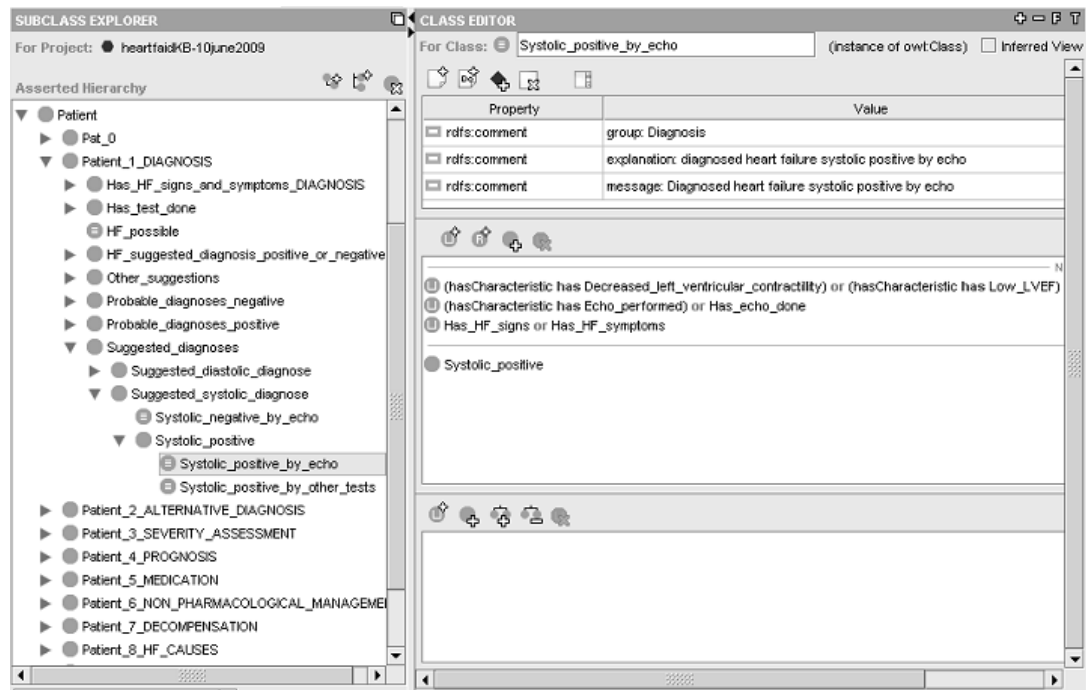 SUBCLASS EXPLORER
For Project: heartfaidKB-10june2009
Asserted Hierarchy
Patient
Pat_0
Patient_1_DIAGNOSIS
Has_HF_signs_and_symptoms_DIAGNOSIS
Has_test_done
HF_possible
HF_suggested_diagnosis_positive_or_negative
Other_suggestions
Probable_diagnoses_negative
Probable_diagnoses_positive
Suggested_diagnoses
Suggested_diastolic_diagnose
Suggested_systolic_diagnose
Systolic_negative_by_echo
Systolic_positive
Systolic_positive_by_echo
Systolic_positive_by_other_tests
Patient_2_ALTERNATIVE_DIAGNOSIS
Patient_3_SEVERITY_ASSESSMENT
Patient_4_PROGNOSIS
Patient_5_MEDICATION
Patient_6_NON_PHARMACOLOGICAL_MANAGEME
Patient_7_DECOMPENSATION
Patient_8_HF_CAUSES
CLASS EDITOR
For Class: Systolic_positive_by_echo (instance of owl:Class) Inferred View
Property Value
rdfs:comment group: Diagnosis
rdfs:comment explanation: diagnosed heart failure systolic positive by echo
rdfs:comment message: Diagnosed heart failure systolic positive by echo
N
(hasCharacteristic has Decreased_left_ventricular_contractility) or (hasCharacteristic has Low_LVEF)
(hasCharacteristic has Echo_performed) or Has_echo_done
Has_HF_signs or Has_HF_symptoms
Systolic_positive